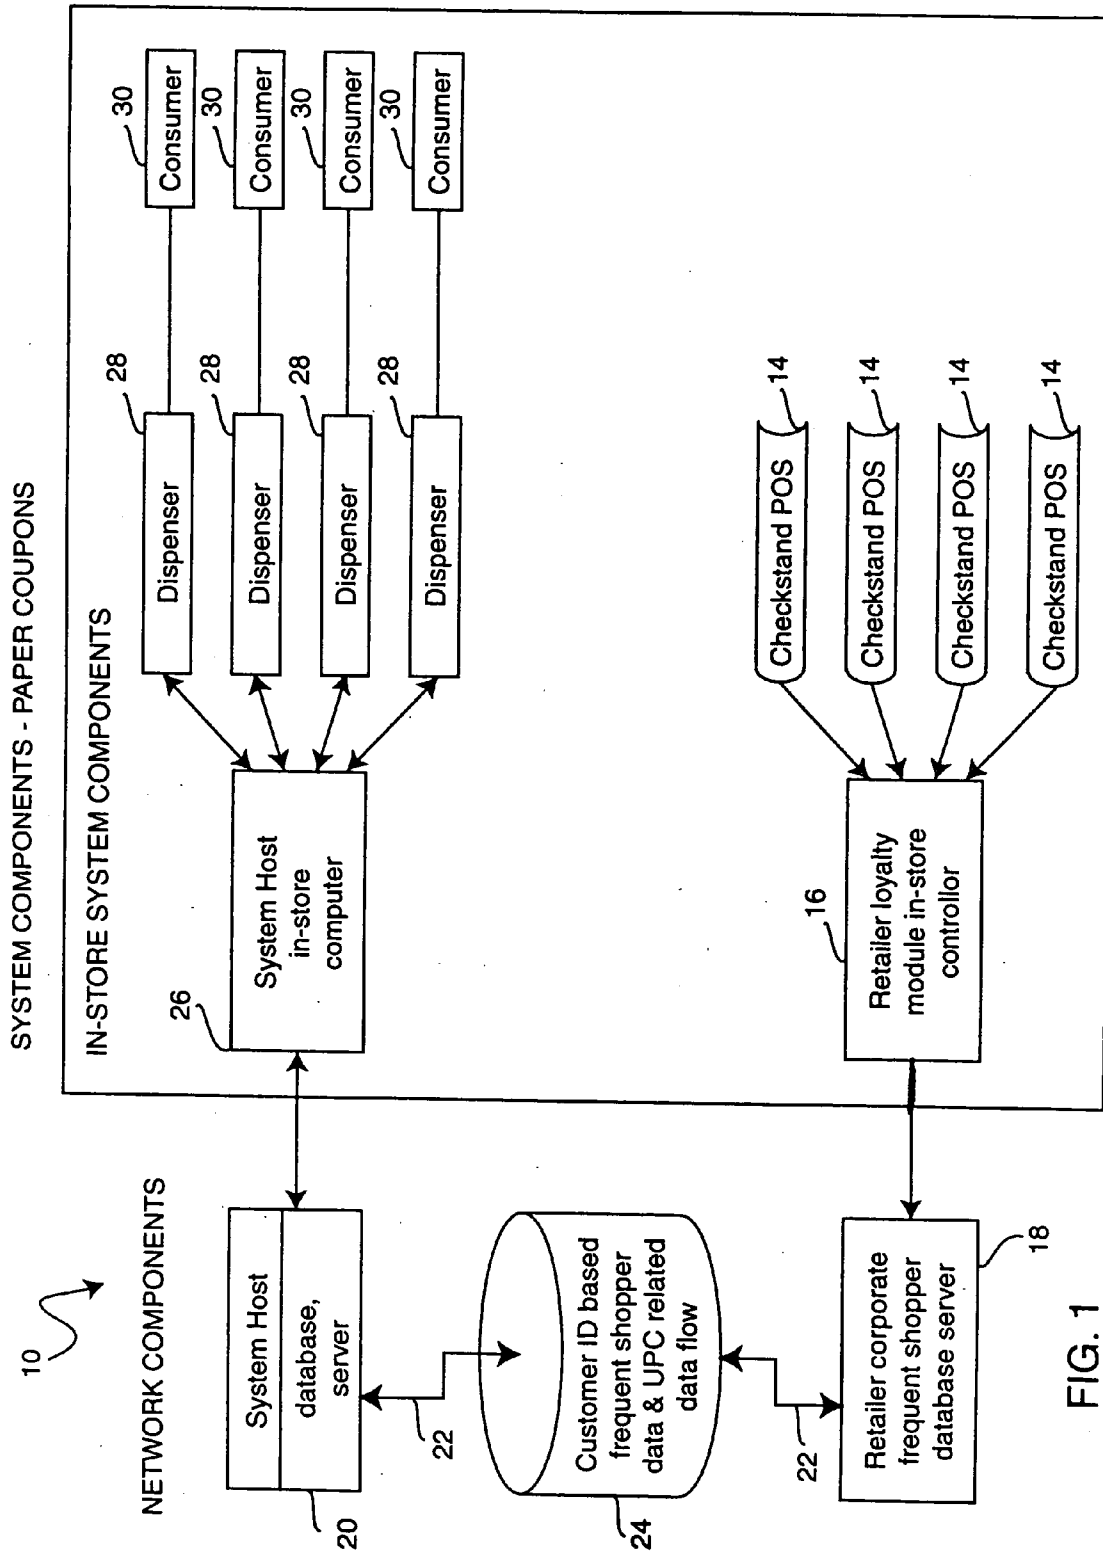 SYSTEM COMPONENTS - PAPER COUPONS
10
NETWORK COMPONENTS
IN-STORE SYSTEM COMPONENTS
System Host
database,
server
20
22
Customer ID based
frequent shopper
data & UPC related
data flow
24
22
Retailer corporate
frequent shopper
database server
18
26
System Host
in-store
computer
Dispenser
28
Consumer
30
Dispenser
28
Consumer
30
Dispenser
28
Consumer
30
Dispenser
28
Consumer
30
16
Retailer loyalty
module in-store
controllor
Checkstand POS
14
Checkstand POS
14
Checkstand POS
14
Checkstand POS
14
FIG. 1